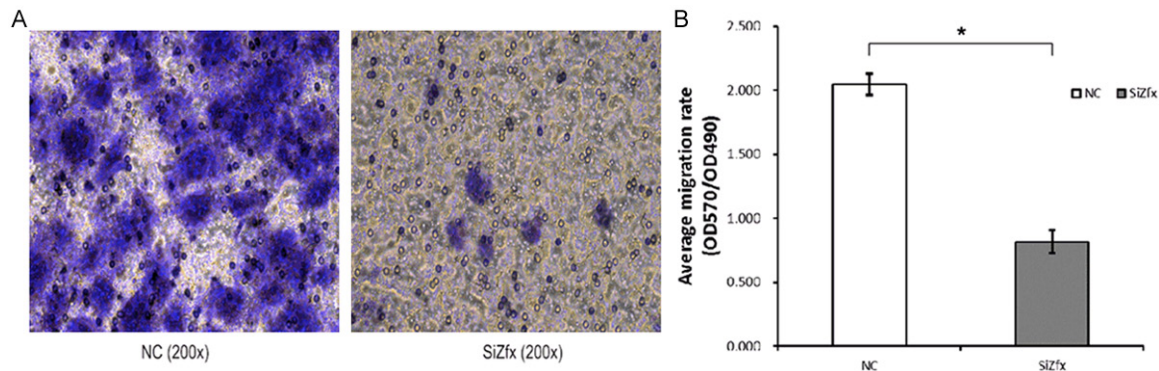 A
NC (200x)
SiZfx (200x)
B
Average migration rate
(OD570/OD490)
2.500
2.000
1.500
1.000
0.500
0.000
*
NC
SiZfx
NC
SiZfx